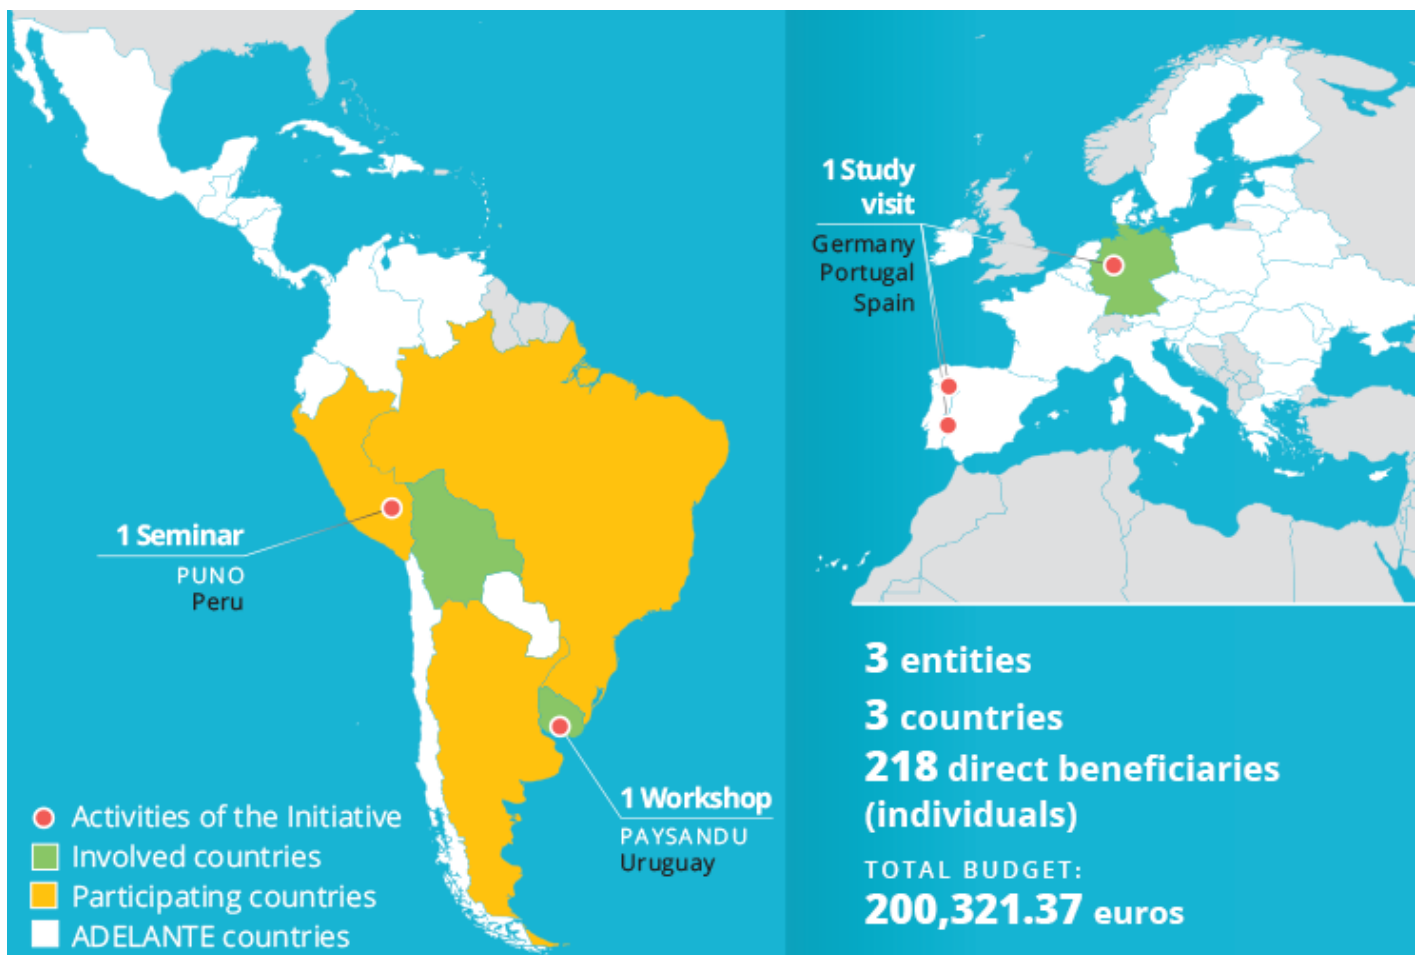 1 Study
visit
Germany
Portugal
Spain
1 Seminar
PUNO
Peru
1 Workshop
PAYSANDU
Uruguay
Activities of the Initiative
Involved countries
Participating countries
ADELANTE countries
3 entities
3 countries
218 direct beneficiaries
(individuals)
TOTAL BUDGET:
200,321.37 euros